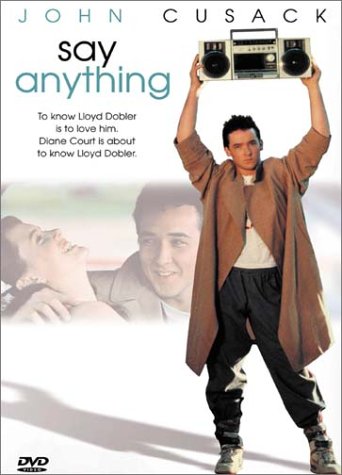 JOHN CUSACK
say
anything
To know Lloyd Dobler
is to love him.
Diane Court is about
to know Lloyd Dobler.
DVD
VIDEO